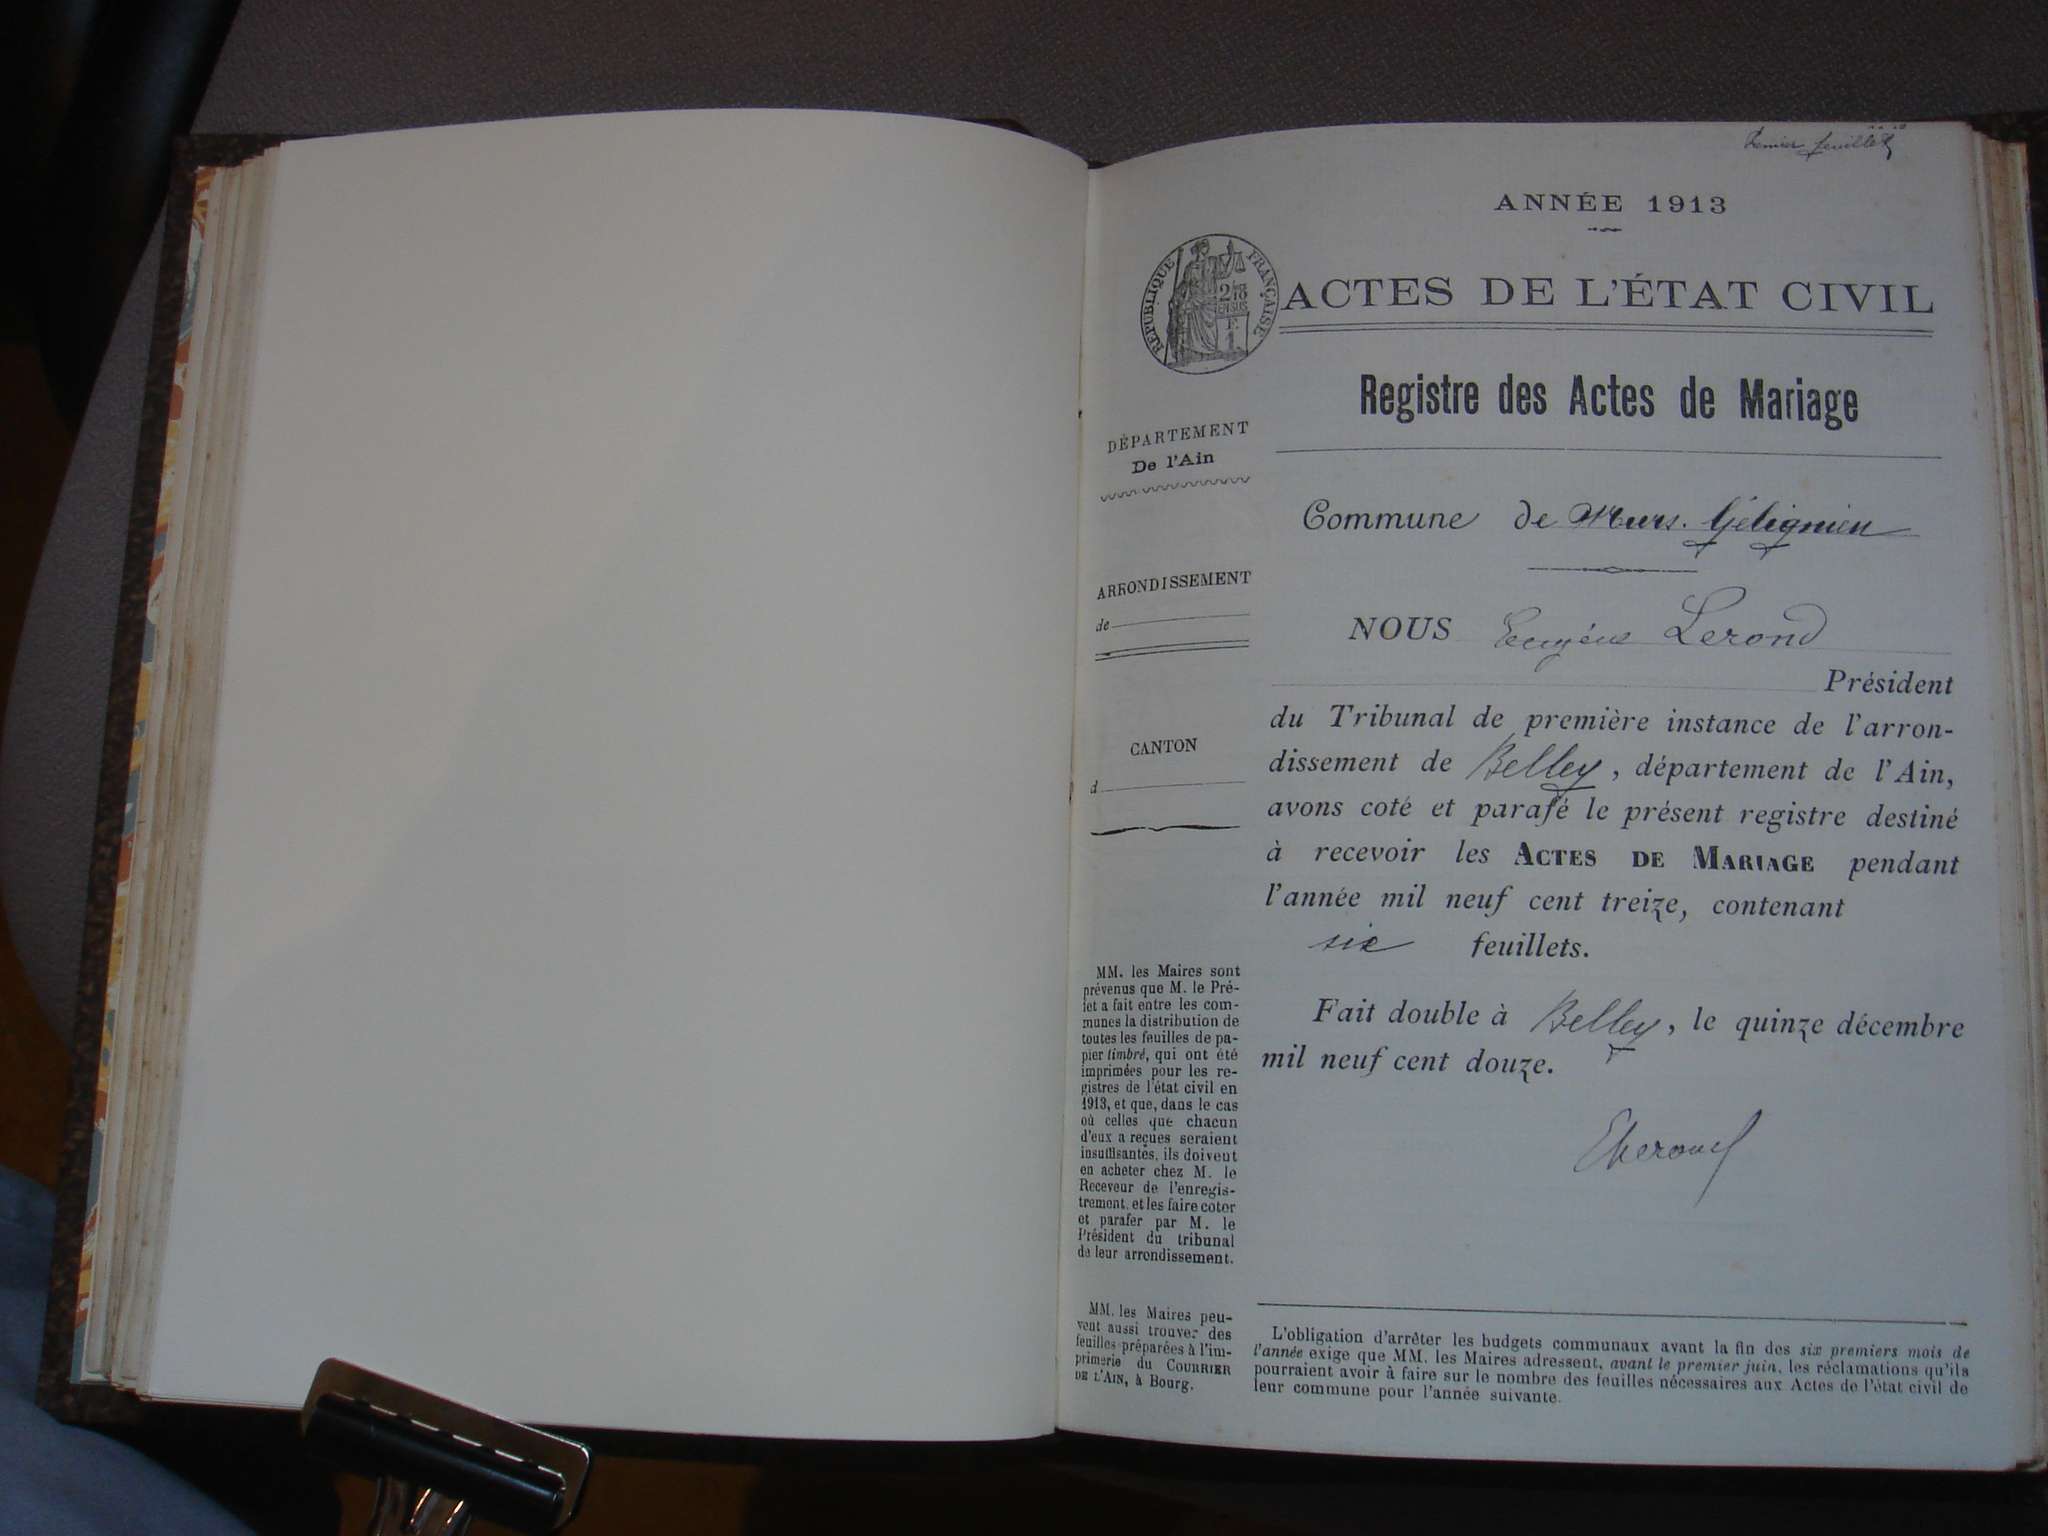 Premier feuillet
ANNÉE 1913
RÉPUBLIQUE FRANÇAISE
ACTES DE L'ÉTAT CIVIL
Registre des Actes de Mariage
DÉPARTEMENT
De l'Ain
ARRONDISSEMENT
de
CANTON
d
MM. les Maires sont
prévenus que M. le Pré-
fet a fait entre les com-
munes la distribution de
toutes les feuilles de pa-
pier timbré, qui ont été
imprimées pour les re-
gistres de l'état civil en
1913, et que, dans le cas
où celles que chacun
d'eux a reçues seraient
insuffisantes, ils doivent
en acheter chez M. le
Receveur de l'enregis-
trement, et les faire coter
et parafer par M. le
Président du tribunal
de leur arrondissement.
MM. les Maires peu-
vent aussi trouver des
feuilles préparées à l'im-
primerie du COURRIER
DE L'AIN, à Bourg.
Commune de Murs. Gélignieu
NOUS Eugène Lerond
Président
du Tribunal de première instance de l'arron-
dissement de Belley, département de l'Ain,
avons coté et parafé le présent registre destiné
à recevoir les ACTES DE MARIAGE pendant
l'année mil neuf cent treize, contenant
six feuillets.
Fait double à Belley, le quinze décembre
mil neuf cent douze.
L'obligation d'arrêter les budgets communaux avant la fin des six premiers mois de
l'année exige que MM. les Maires adressent, avant le premier juin, les réclamations qu'ils
pourraient avoir à faire sur le nombre des feuilles nécessaires aux Actes de l'état civil de
leur commune pour l'année suivante.